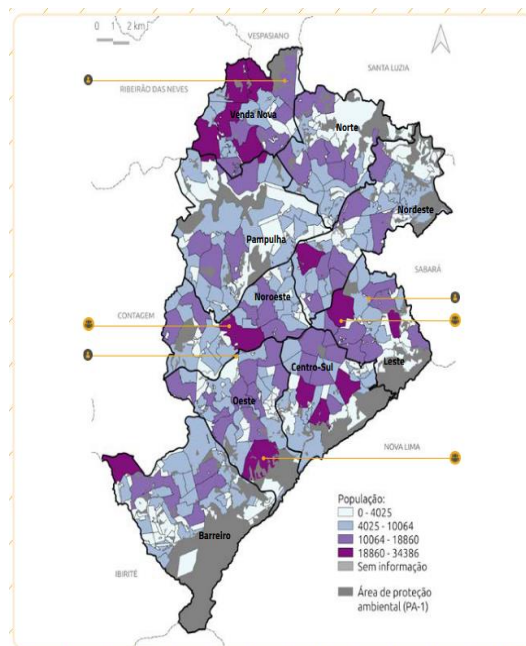 0 1 2 km
VESPASIANO
SANTA LUZIA
RIBEIRÃO DAS NEVES
Venda Nova
Norte
Nordeste
Pampulha
SABARÁ
Noroeste
CONTAGEM
Leste
Centro-Sul
Oeste
NOVA LIMA
População:
0 - 4025
4025 - 10064
10064 - 18860
18860 - 34386
Sem informação
Área de proteção
ambiental (PA-1)
Barreiro
IBIRITÉ